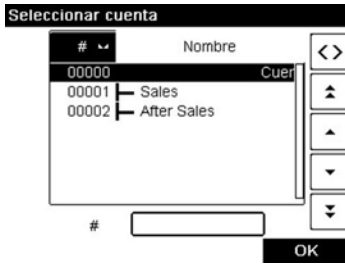 Seleccionar cuenta
# Nombre
00000 Cuen
00001 Sales
00002 After Sales
#
OK